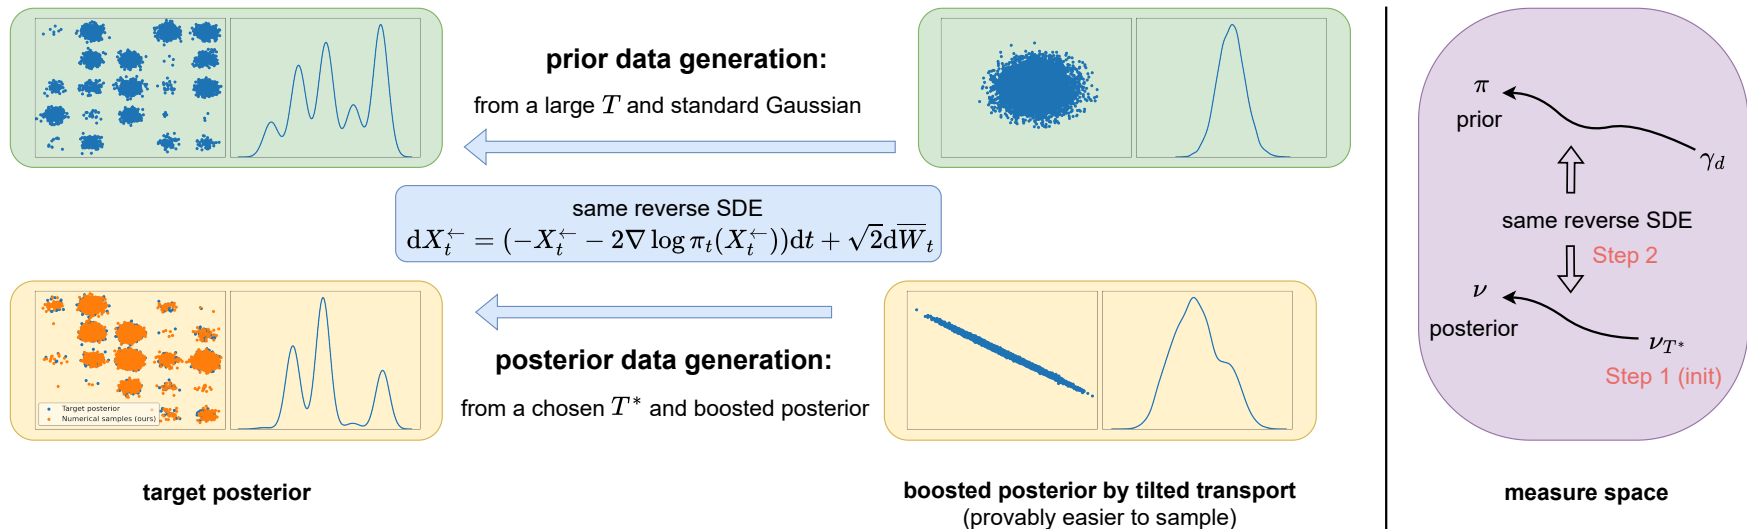 prior data generation:
from a large T and standard Gaussian
same reverse SDE
dX_t^← = (−X_t^← − 2∇ log π_t(X_t^←))dt + √2dW̅_t
Target posterior
Numerical samples (ours)
posterior data generation:
from a chosen T* and boosted posterior
target posterior
boosted posterior by tilted transport
(provably easier to sample)
π
prior
γ_d
same reverse SDE
Step 2
ν
posterior
ν_{T*}
Step 1 (init)
measure space